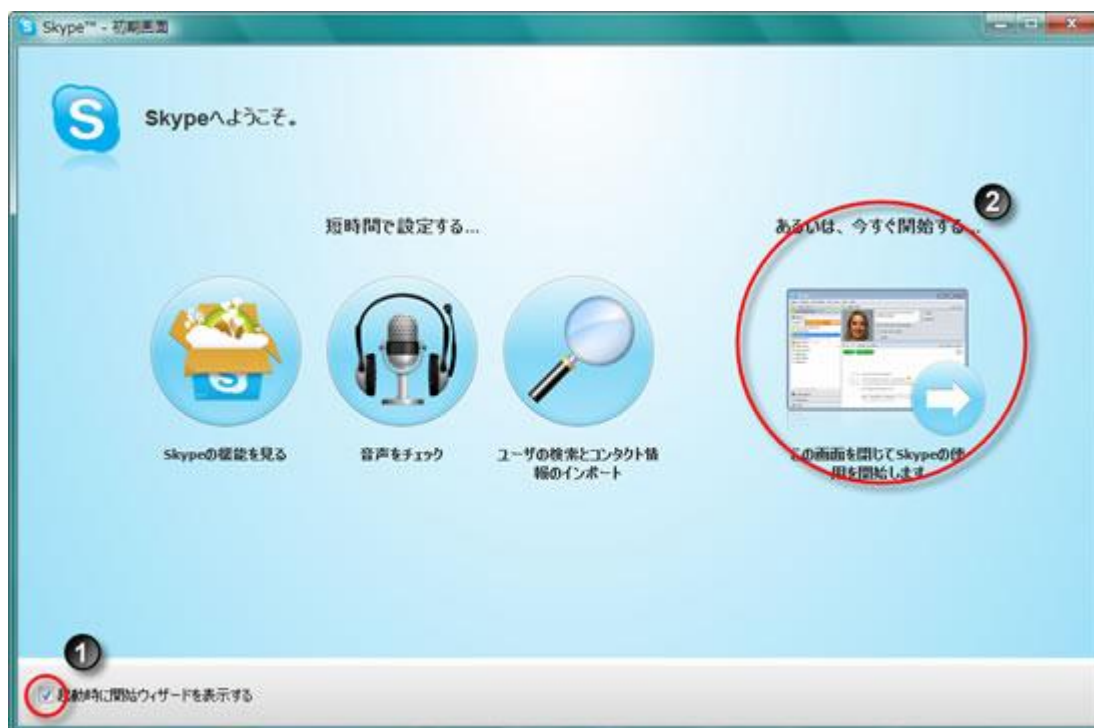 Skype™ - 初期画面
Skypeへようこそ。
短時間で設定する...
あるいは、今すぐ開始する...
2
Skypeの機能を見る
音声をチェック
ユーザの検索とコンタクト情
報のインポート
この画面を閉じてSkypeの使
用を開始します
1
起動時に開始ウィザードを表示する